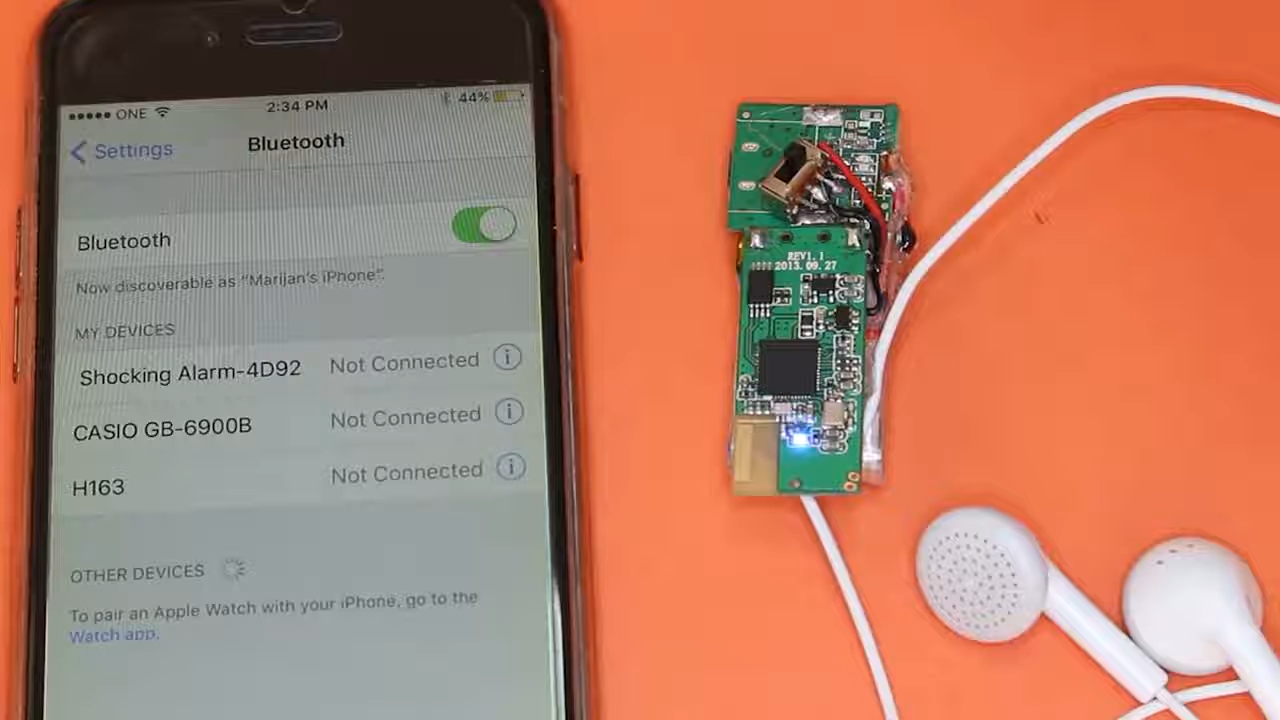 ONE 2:34 PM 44%
Settings Bluetooth
Bluetooth
Now discoverable as “Marijan’s iPhone”.
MY DEVICES
Shocking Alarm-4D92 Not Connected
CASIO GB-6900B Not Connected
H163 Not Connected
OTHER DEVICES
To pair an Apple Watch with your iPhone, go to the
Watch app.
REV1.1
2013.09.27